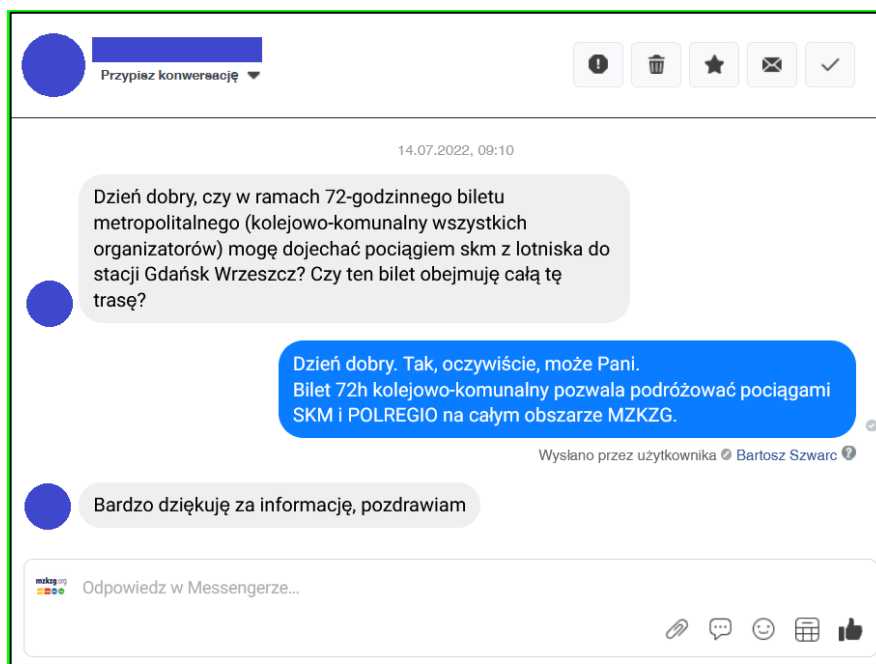 Przypisz konwersację
14.07.2022, 09:10
Dzień dobry, czy w ramach 72-godzinnego biletu
metropolitalnego (kolejowo-komunalny wszystkich
organizatorów) mogę dojechać pociągiem skm z lotniska do
stacji Gdańsk Wrzeszcz? Czy ten bilet obejmuję całą tę
trasę?
Dzień dobry. Tak, oczywiście, może Pani.
Bilet 72h kolejowo-komunalny pozwala podróżować pociągami
SKM i POLREGIO na całym obszarze MZKZG.
Wysłano przez użytkownika Bartosz Szwarc
Bardzo dziękuję za informację, pozdrawiam
mzkzg.org
Odpowiedz w Messengerze...